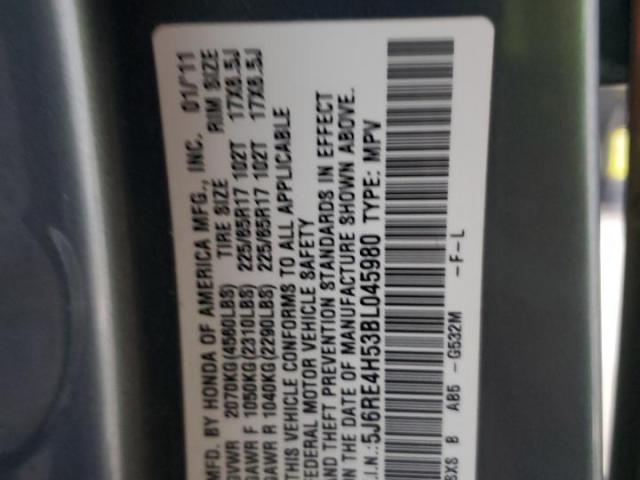 MFD. BY HONDA OF AMERICA MFG., INC. 01/'11
GVWR 2070KG(4560LBS) TIRE SIZE RIM SIZE
GAWR F 1050KG(2310LBS) 225/65R17 102T 17X6.5J
GAWR R 1040KG(2290LBS) 225/65R17 102T 17X6.5J
THIS VEHICLE CONFORMS TO ALL APPLICABLE
FEDERAL MOTOR VEHICLE SAFETY
AND THEFT PREVENTION STANDARDS IN EFFECT
ON THE DATE OF MANUFACTURE SHOWN ABOVE.
V.I.N.:5J6RE4H53BL045980 TYPE: MPV
BXS B AB5 -G532M -F-L